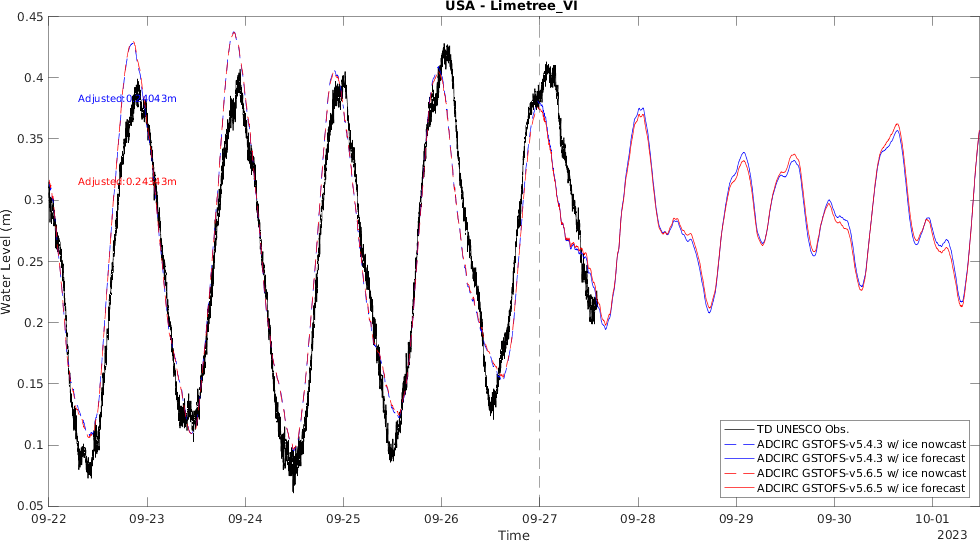 USA - Limetree_VI
0.45
0.4
0.35
0.3
0.25
0.2
0.15
0.1
0.05
Water Level (m)
Adjusted:0.24343m
09-22 09-23 09-24 09-25 09-26 09-27 09-28 09-29 09-30 10-01
Time
2023
TD UNESCO Obs.
ADCIRC GSTOFS-v5.4.3 w/ ice nowcast
ADCIRC GSTOFS-v5.4.3 w/ ice forecast
ADCIRC GSTOFS-v5.6.5 w/ ice nowcast
ADCIRC GSTOFS-v5.6.5 w/ ice forecast